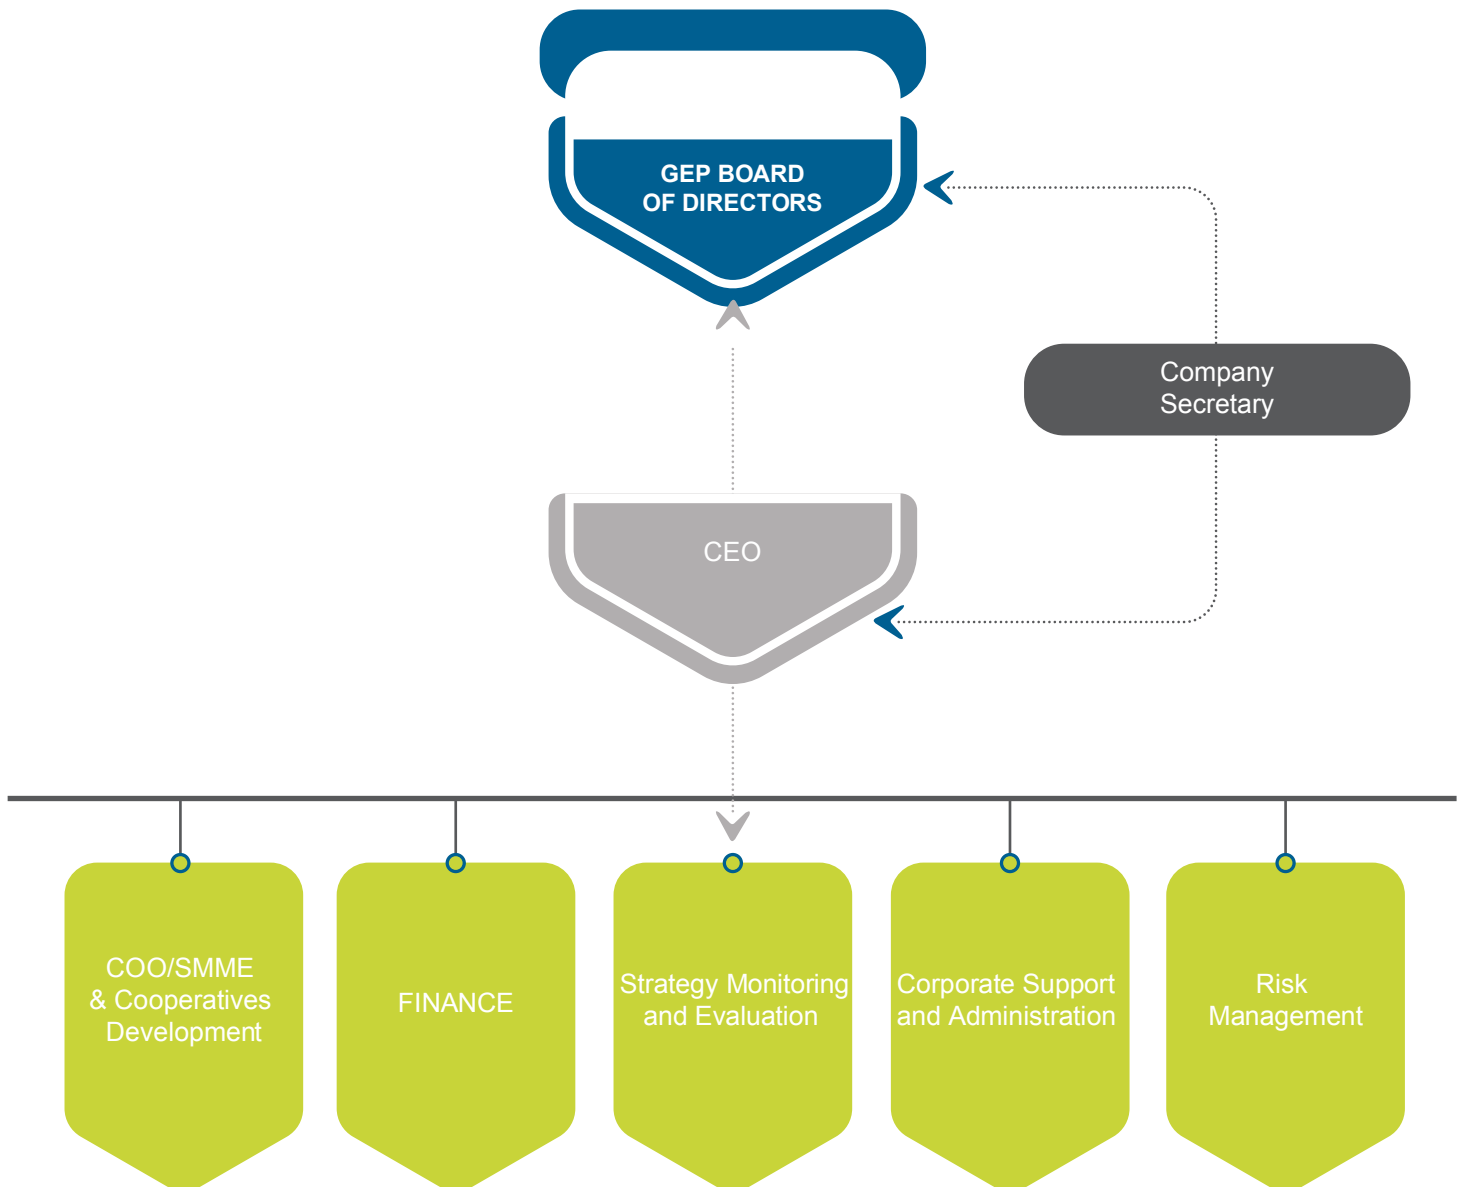 GEP BOARD
OF DIRECTORS
Company
Secretary
CEO
COO/SMME
& Cooperatives
Development
FINANCE
Strategy Monitoring
and Evaluation
Corporate Support
and Administration
Risk
Management